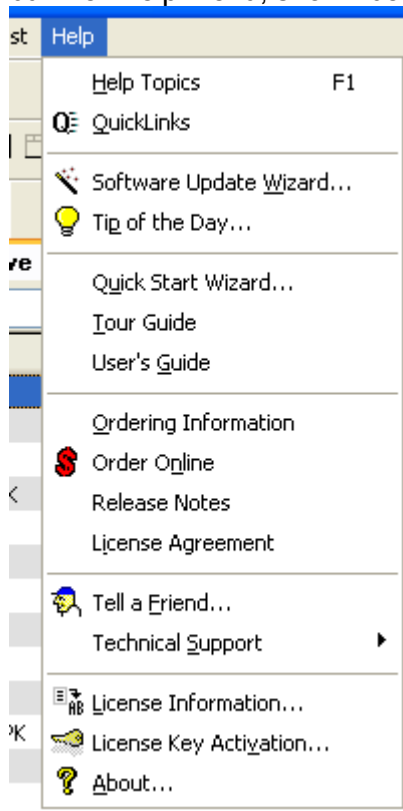 st Help
Help Topics F1
QuickLinks
Software Update Wizard...
Tip of the Day...
ve
Quick Start Wizard...
Tour Guide
User's Guide
Ordering Information
Order Online
K
Release Notes
License Agreement
Tell a Friend...
Technical Support
License Information...
PK
License Key Activation...
About...